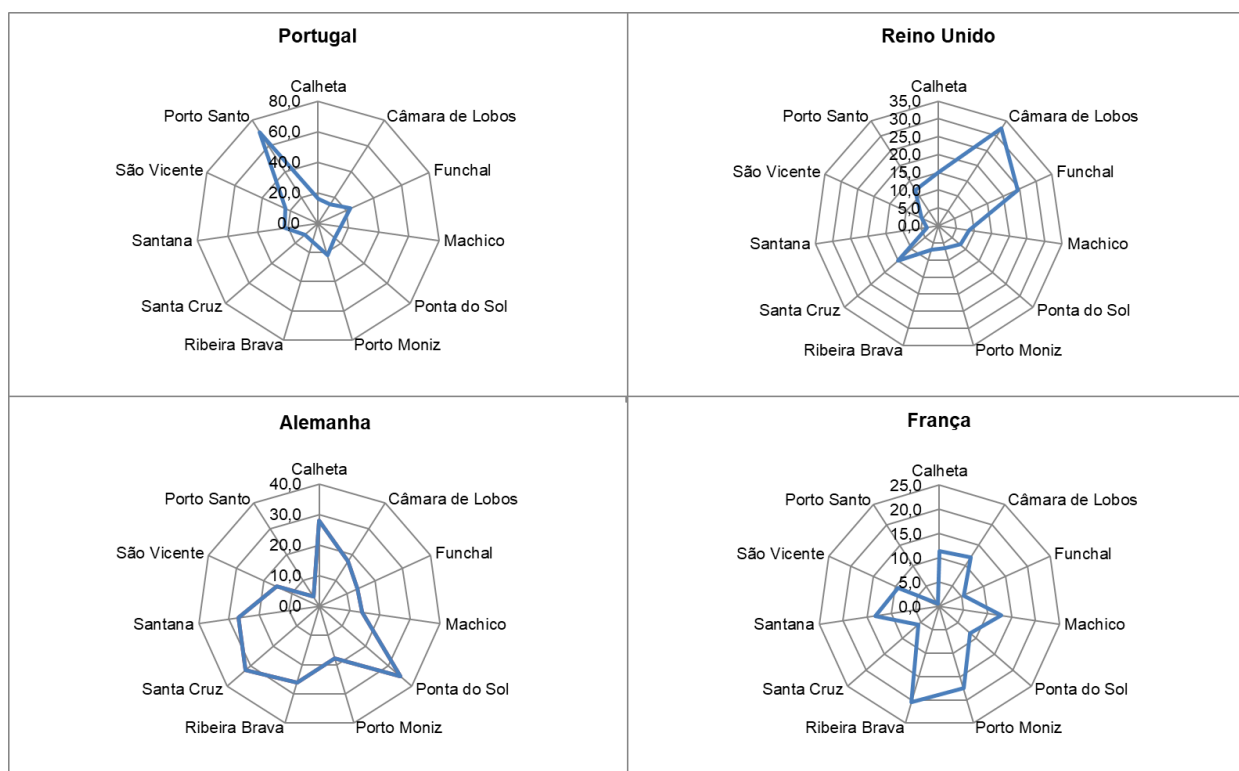 Portugal
Calheta
Câmara de Lobos
Funchal
Machico
Ponta do Sol
Porto Moniz
Ribeira Brava
Santa Cruz
Santana
São Vicente
Porto Santo
80,0
60,0
40,0
20,0
0,0
Reino Unido
Calheta
Câmara de Lobos
Funchal
Machico
Ponta do Sol
Porto Moniz
Ribeira Brava
Santa Cruz
Santana
São Vicente
Porto Santo
35,0
30,0
25,0
20,0
15,0
10,0
5,0
0,0
Alemanha
Calheta
Câmara de Lobos
Funchal
Machico
Ponta do Sol
Porto Moniz
Ribeira Brava
Santa Cruz
Santana
São Vicente
Porto Santo
40,0
30,0
20,0
10,0
0,0
França
Calheta
Câmara de Lobos
Funchal
Machico
Ponta do Sol
Porto Moniz
Ribeira Brava
Santa Cruz
Santana
São Vicente
Porto Santo
25,0
20,0
15,0
10,0
5,0
0,0